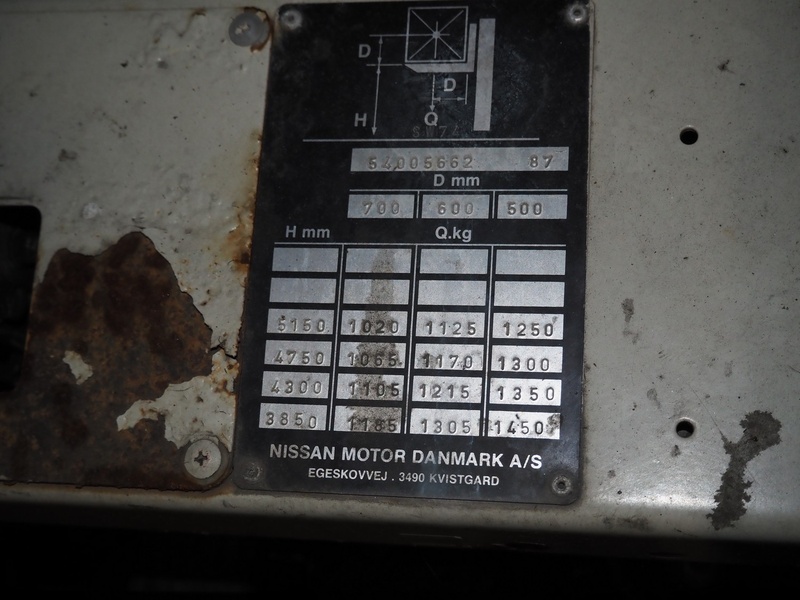 D
D
H Q
54005662 87
D mm
700 600 500
H mm Q.kg
5150 1020 1125 1250
4750 1065 1170 1300
4300 1105 1215 1350
3850 1185 1305 1450
NISSAN MOTOR DANMARK A/S
EGESKOVVEJ . 3490 KVISTGARD